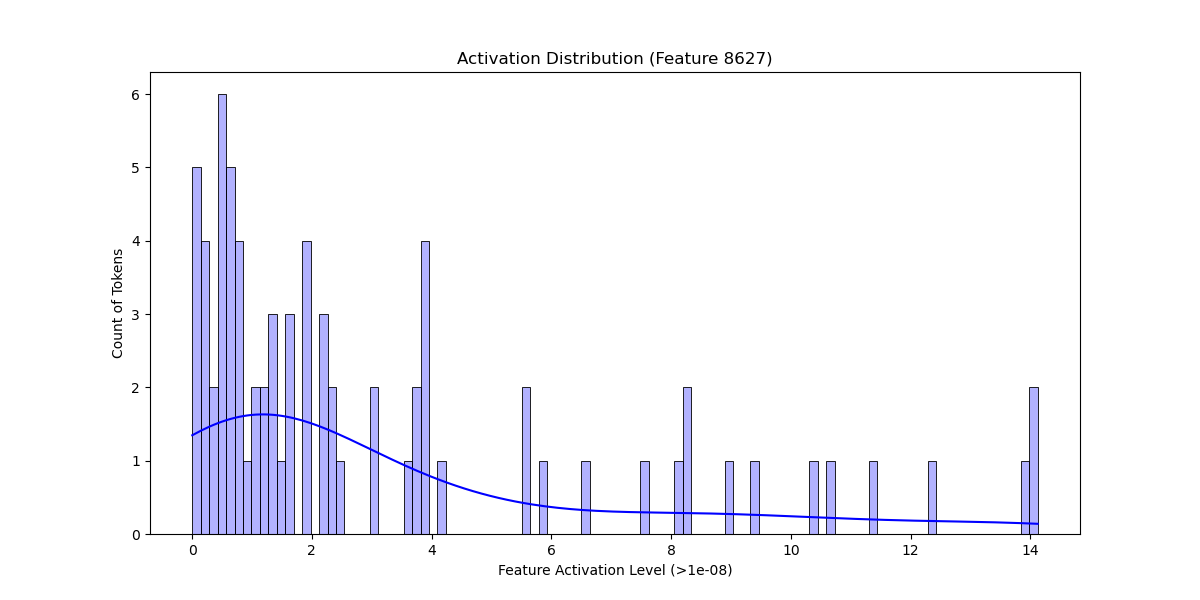 Activation Distribution (Feature 8627)
Count of Tokens
6
5
4
3
2
1
0
0 2 4 6 8 10 12 14
Feature Activation Level (>1e-08)